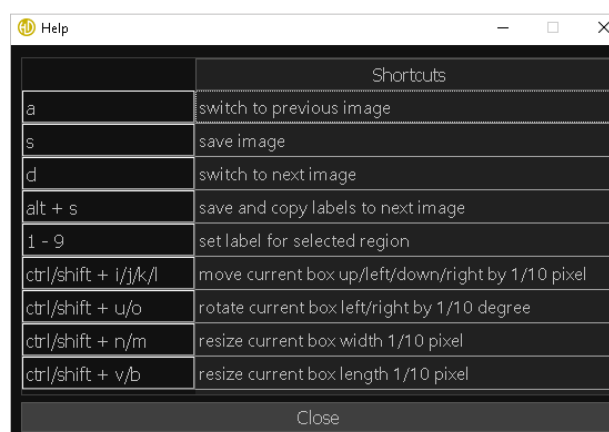 Help
Shortcuts
a switch to previous image
s save image
d switch to next image
alt + s save and copy labels to next image
1 - 9 set label for selected region
ctrl/shift + i/j/k/l move current box up/left/down/right by 1/10 pixel
ctrl/shift + u/o rotate current box left/right by 1/10 degree
ctrl/shift + n/m resize current box width 1/10 pixel
ctrl/shift + v/b resize current box length 1/10 pixel
Close